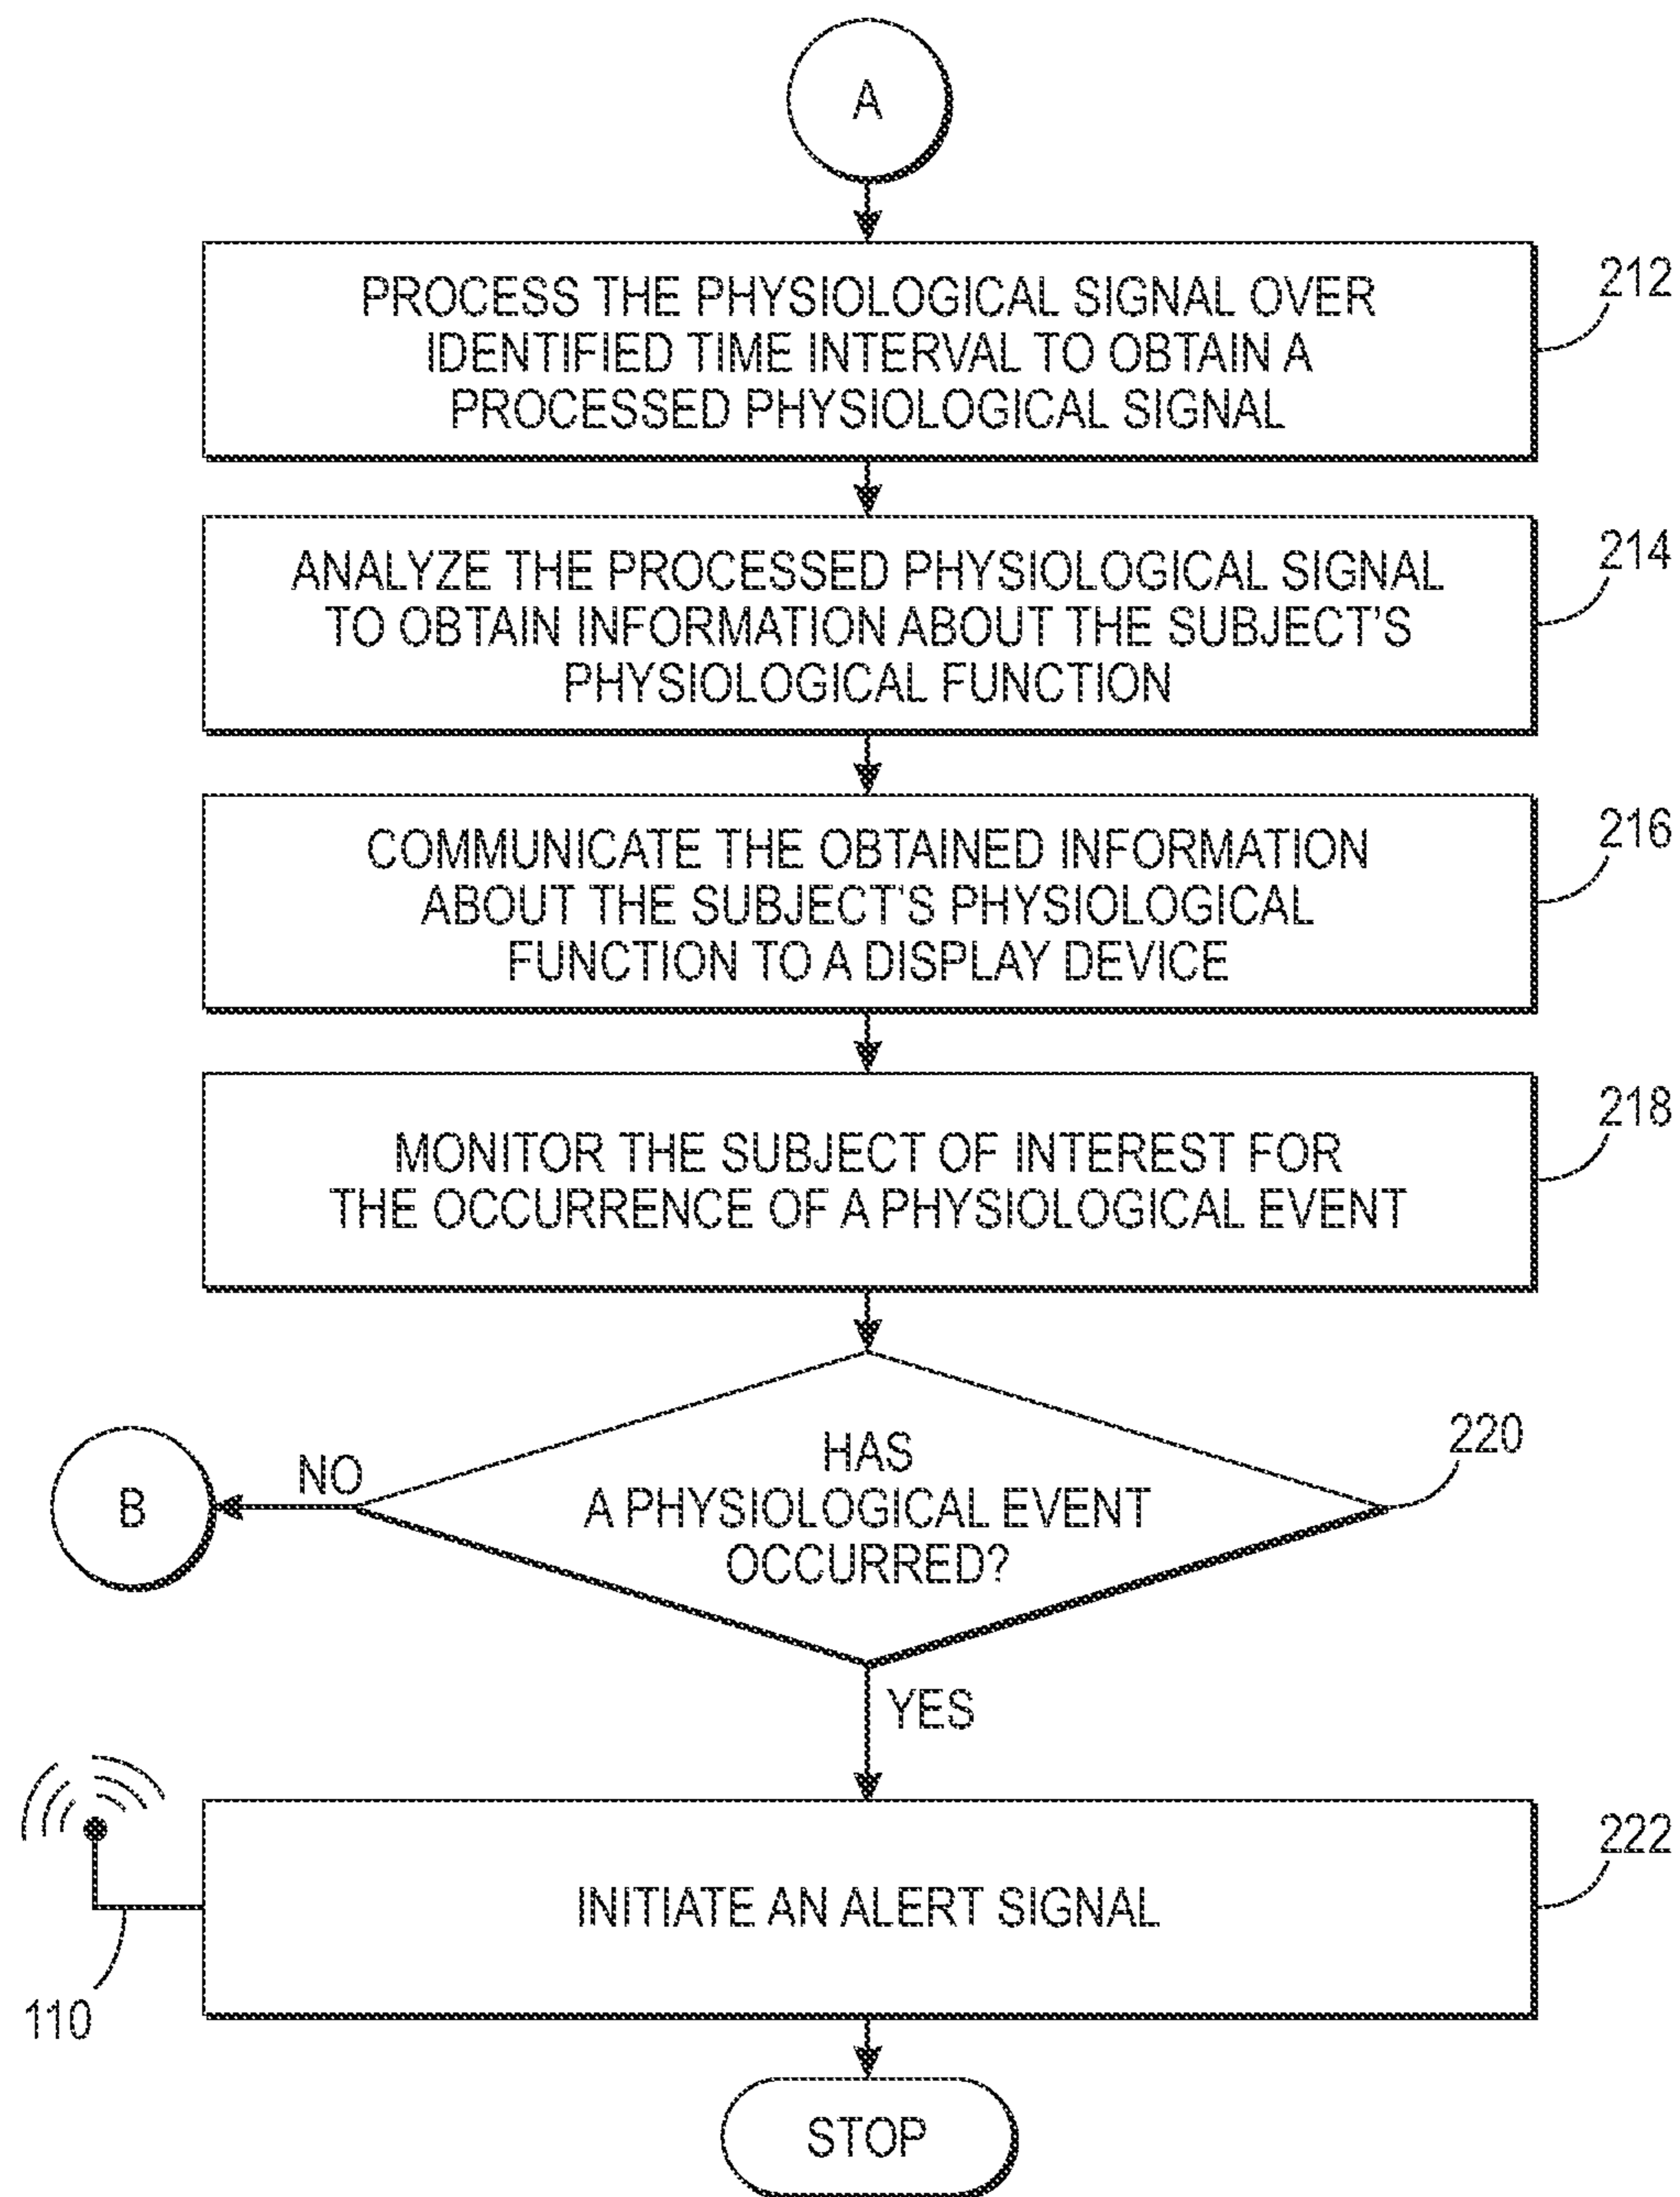 A
PROCESS THE PHYSIOLOGICAL SIGNAL OVER
IDENTIFIED TIME INTERVAL TO OBTAIN A
PROCESSED PHYSIOLOGICAL SIGNAL
212
ANALYZE THE PROCESSED PHYSIOLOGICAL SIGNAL
TO OBTAIN INFORMATION ABOUT THE SUBJECT'S
PHYSIOLOGICAL FUNCTION
214
COMMUNICATE THE OBTAINED INFORMATION
ABOUT THE SUBJECT'S PHYSIOLOGICAL
FUNCTION TO A DISPLAY DEVICE
216
MONITOR THE SUBJECT OF INTEREST FOR
THE OCCURRENCE OF A PHYSIOLOGICAL EVENT
218
B
NO
HAS
A PHYSIOLOGICAL EVENT
OCCURRED?
220
YES
INITIATE AN ALERT SIGNAL
222
110
STOP